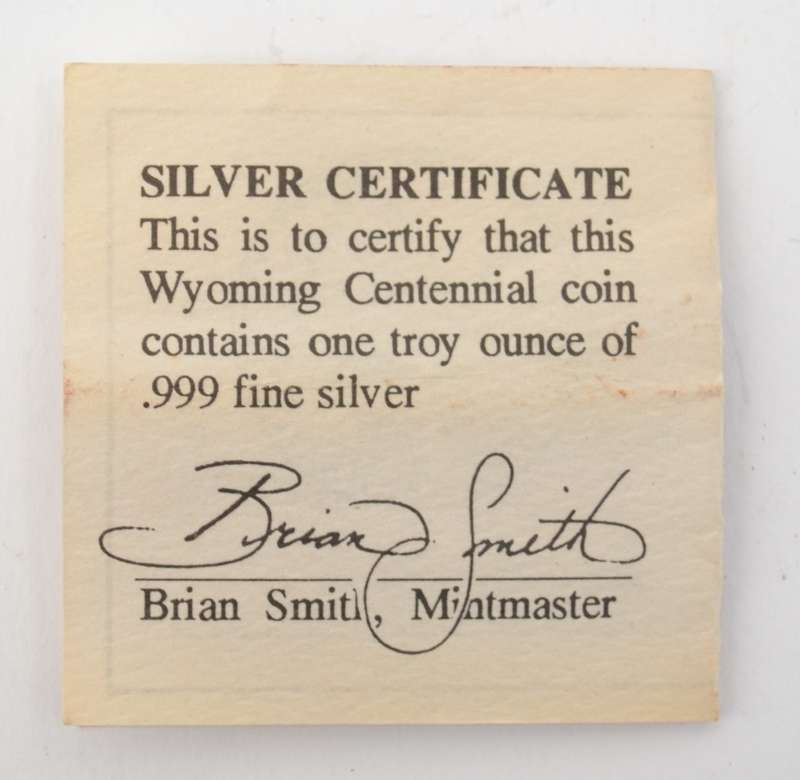 SILVER CERTIFICATE
This is to certify that this
Wyoming Centennial coin
contains one troy ounce of
.999 fine silver
Brian Smith
Brian Smith, Mintmaster